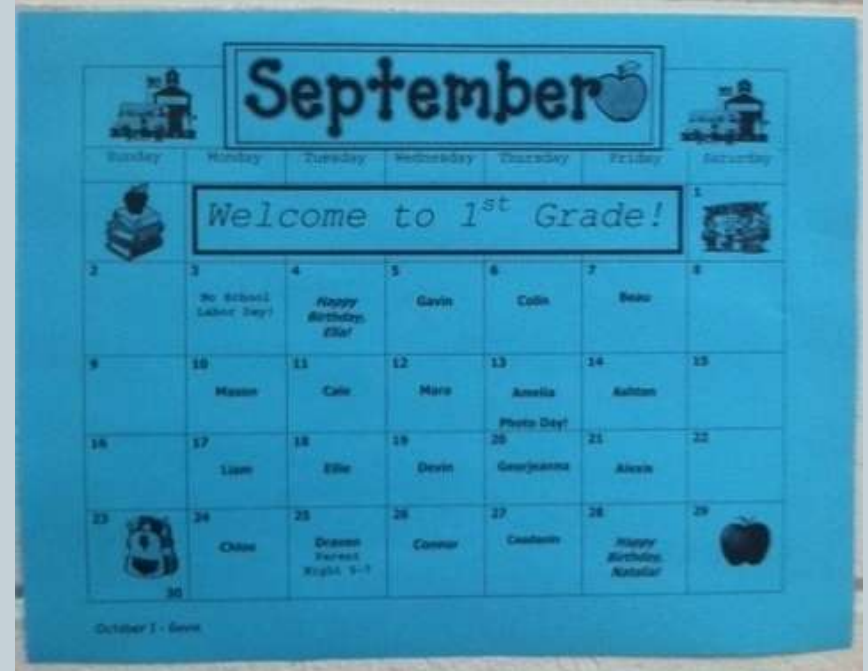 September
Sunday Monday Tuesday Wednesday Thursday Friday Saturday
Welcome to 1st Grade!
1
2 3 4 5 6 7 8
No School
Labor Day!
Happy
Birthday,
Ella!
Gavin
Colin
Beau
9 10 11 12 13 14 15
Mason
Cale
Mara
Amelia
Photo Day!
Ashton
16 17 18 19 20 21 22
Liam
Ellie
Devin
Georjeanna
Alexis
23 24 25 26 27 28 29
Chloe
Draven
Parent
Night
Connor
Happy
Birthday,
Natalia!
30
October 1 -